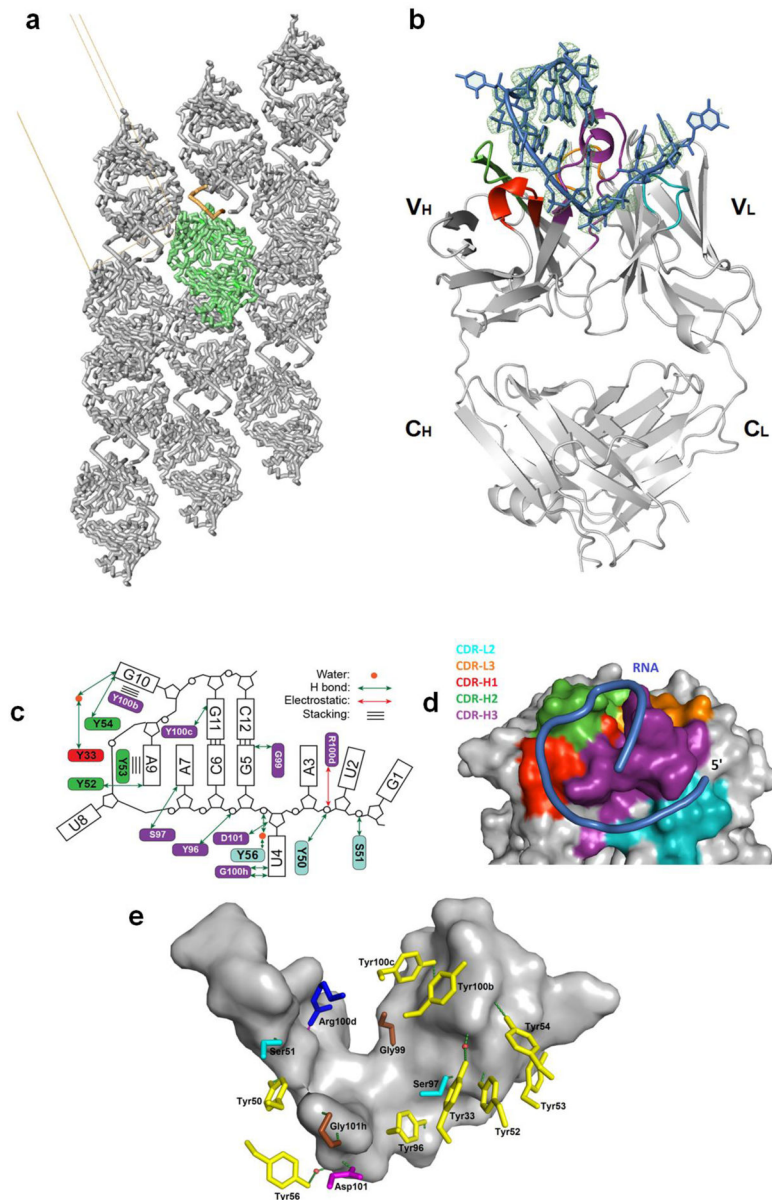 a
b
VH
VL
CH
CL
c
G10
Y100b
Y54
Y33
Y52
Y53
A9
U8
Y100c
G11
C12
A7
C6
G5
G99
S97
Y96
D101
Y56
G100h
U4
R100d
A3
U2
G1
Y50
S51
Water:
H bond:
Electrostatic:
Stacking:
d
CDR-L2
CDR-L3
CDR-H1
CDR-H2
CDR-H3
RNA
5'
e
Tyr100c
Tyr100b
Arg100d
Gly99
Tyr54
Ser51
Ser97
Tyr50
Tyr33
Tyr53
Tyr52
Gly101h
Tyr96
Tyr56
Asp101